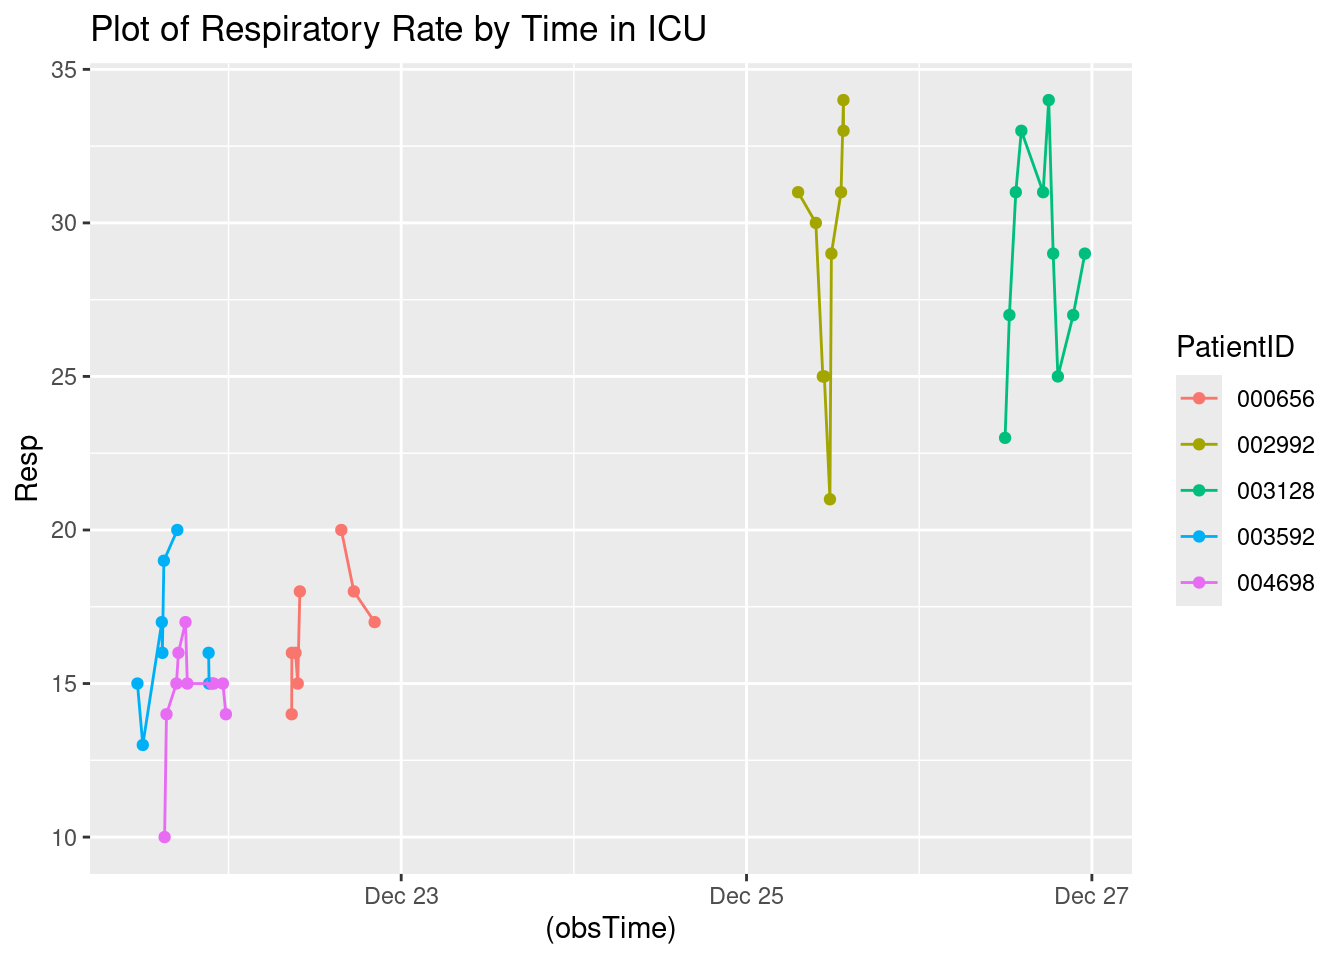 Plot of Respiratory Rate by Time in ICU
35
30
25
20
15
10
Resp
Dec 23
Dec 25
Dec 27
(obsTime)
PatientID
000656
002992
003128
003592
004698